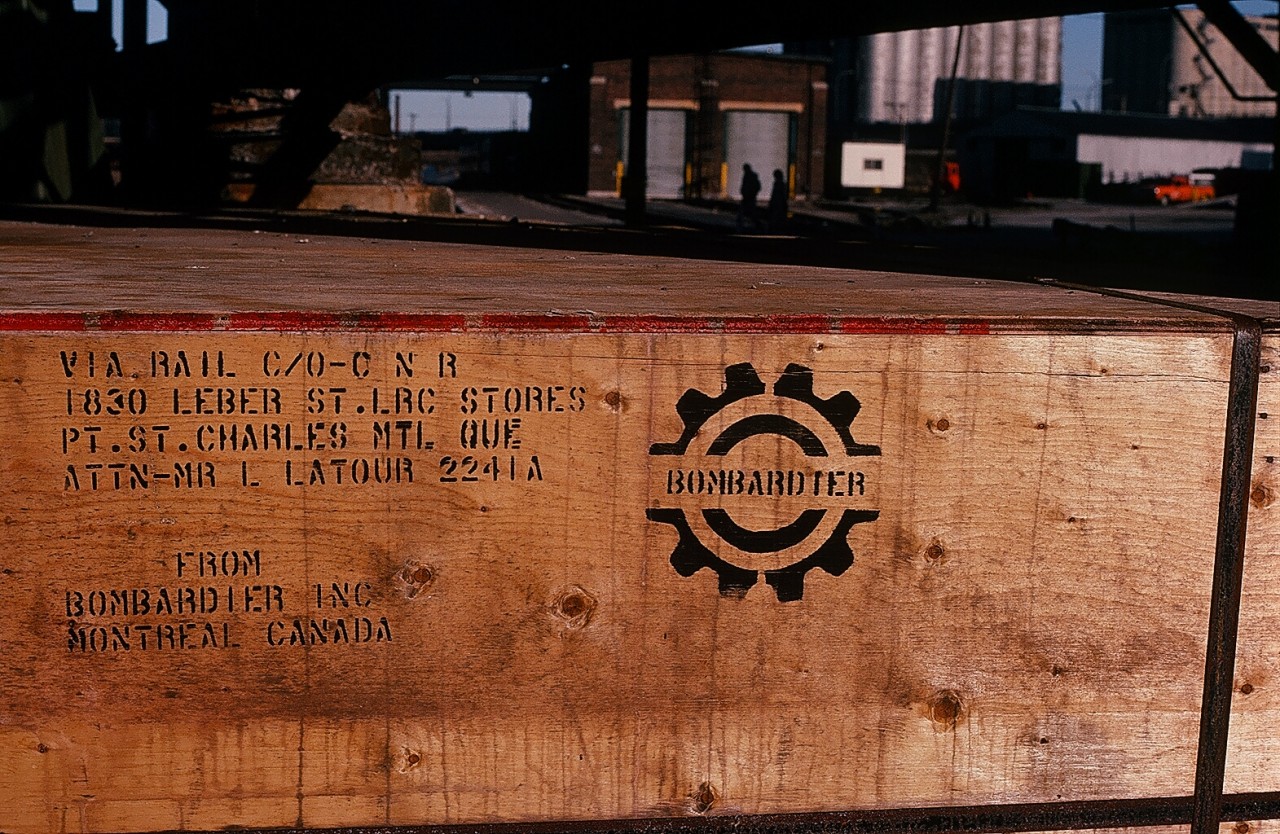 VIA RAIL C/O-C N R
1830 LEBER ST.LRC STORES
PT.ST.CHARLES MTL QUE
ATTN-MR L LATOUR 2241A
BOMBARDIER
FROM
BOMBARDIER INC
MONTREAL CANADA